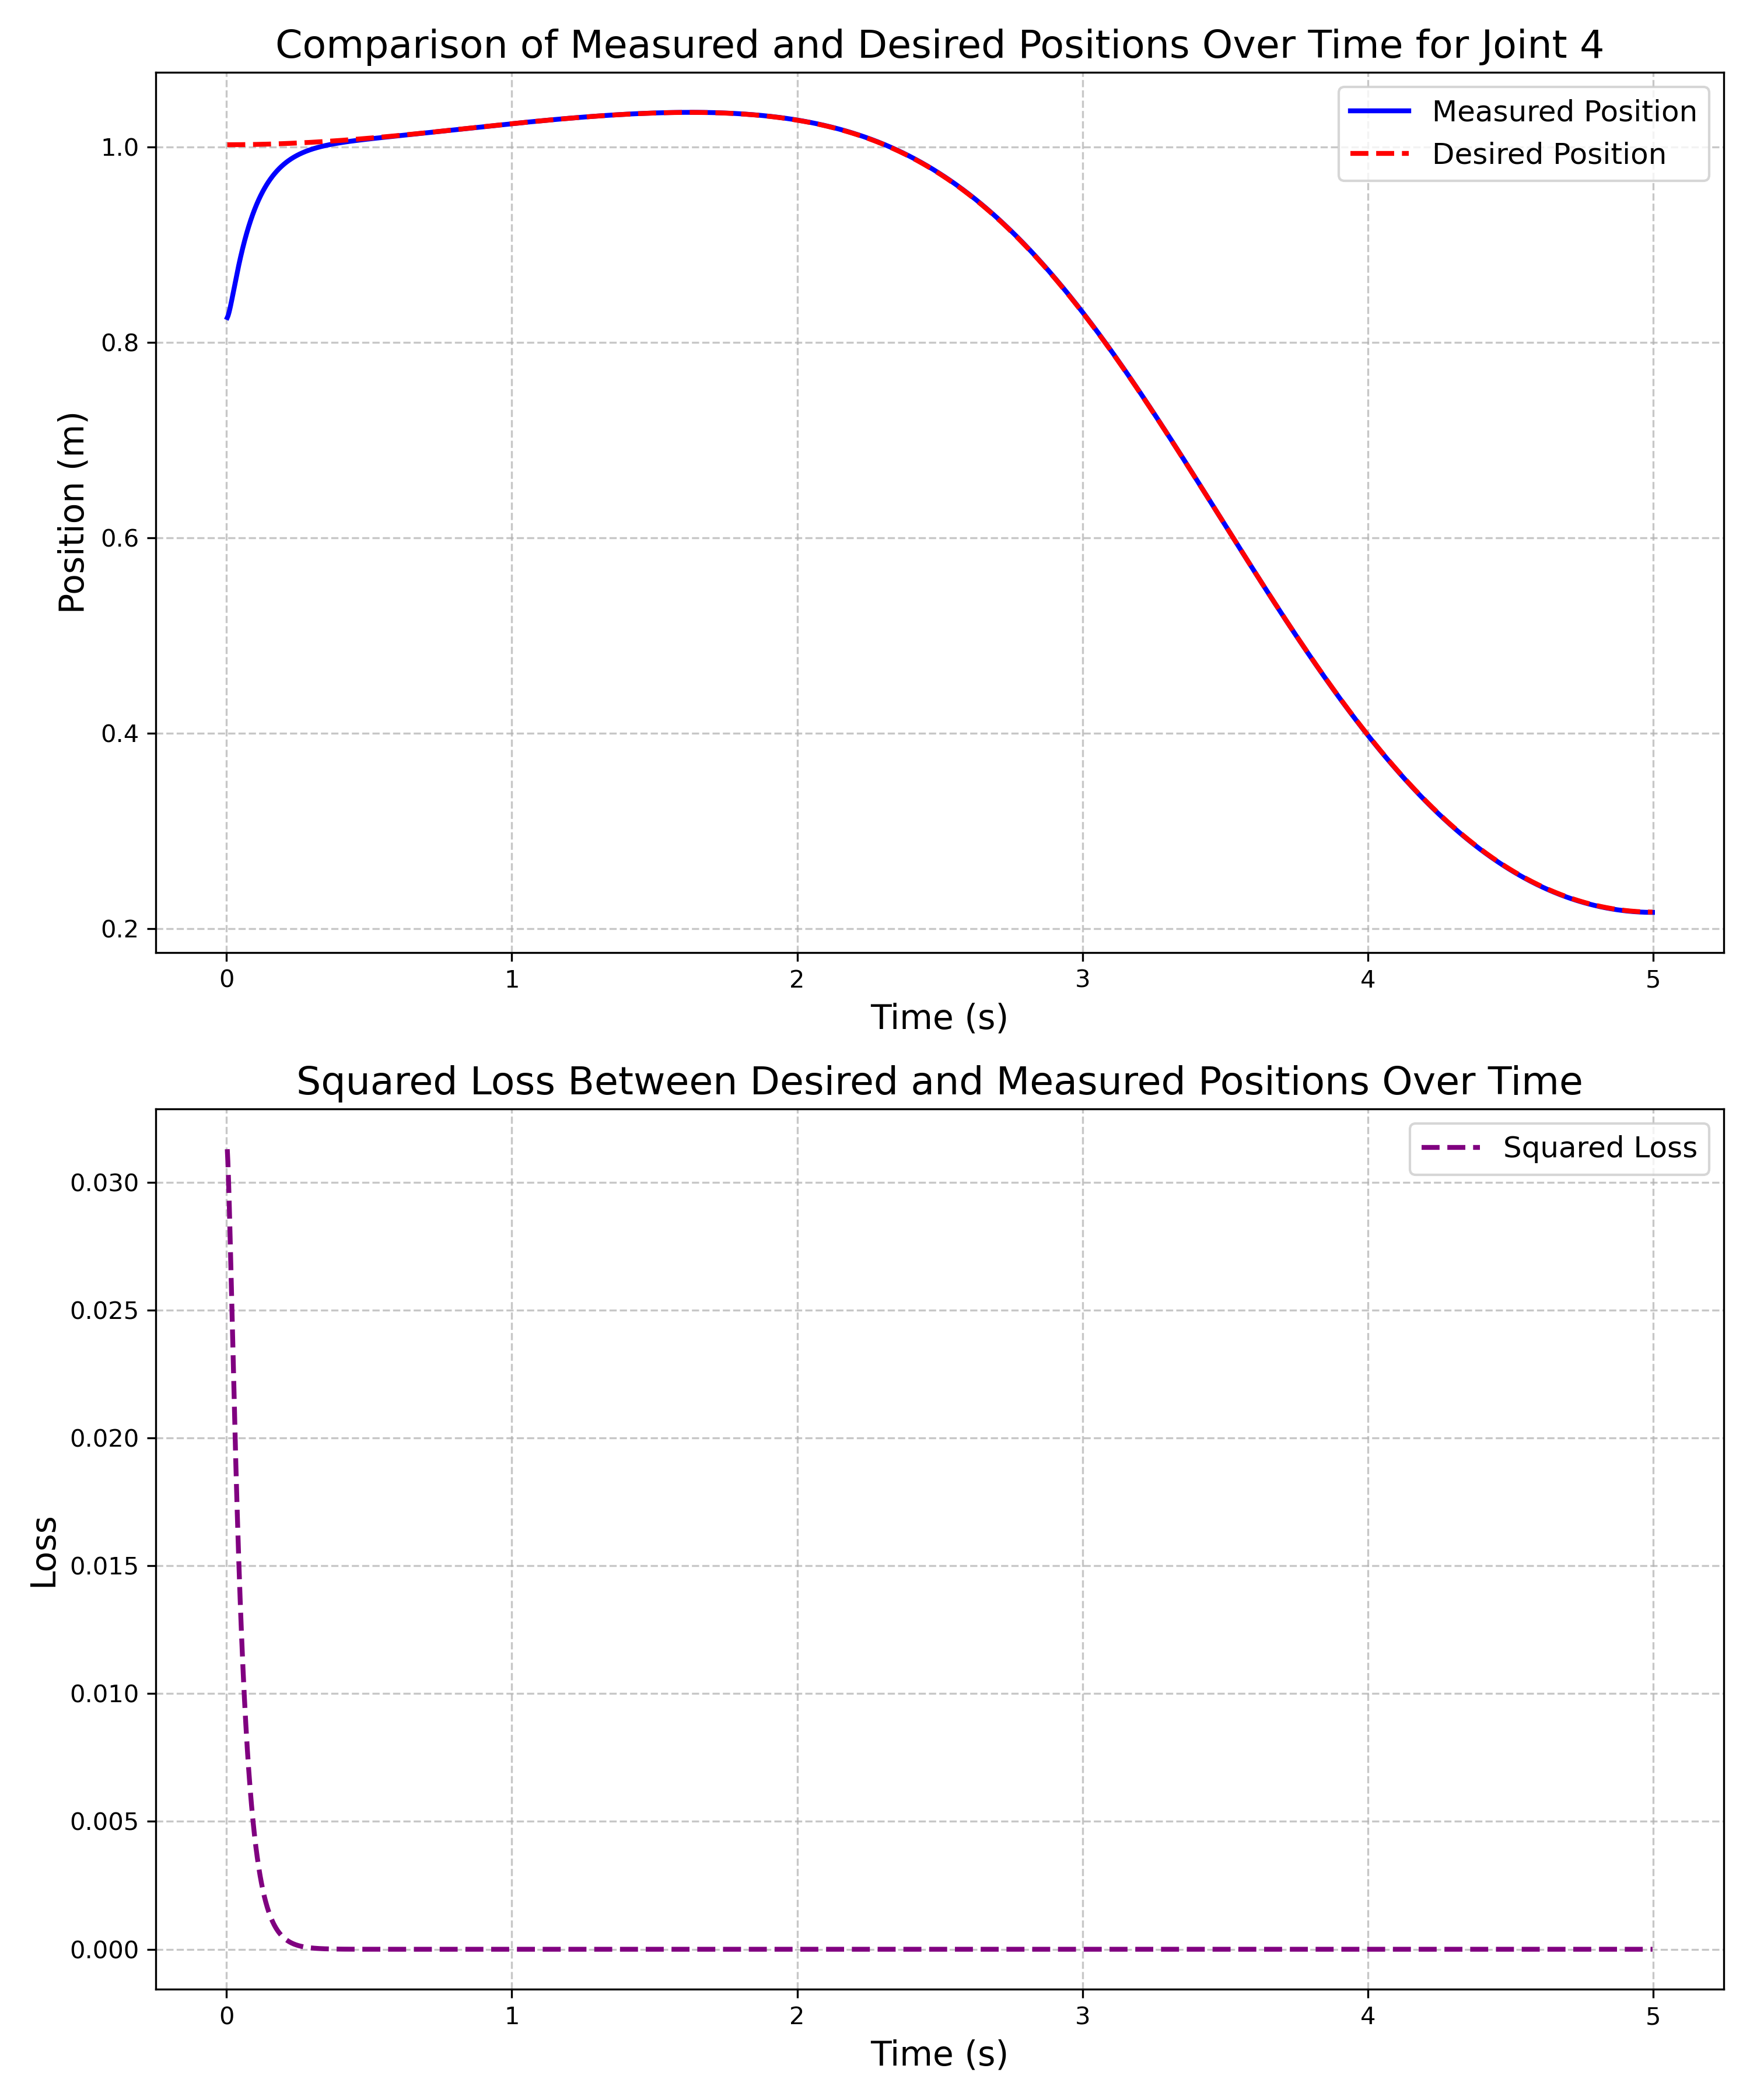 Comparison of Measured and Desired Positions Over Time for Joint 4
Measured Position
Desired Position
1.0
0.8
0.6
0.4
0.2
Position (m)
0 1 2 3 4 5
Time (s)
Squared Loss Between Desired and Measured Positions Over Time
Squared Loss
0.030
0.025
0.020
0.015
0.010
0.005
0.000
Loss
0 1 2 3 4 5
Time (s)